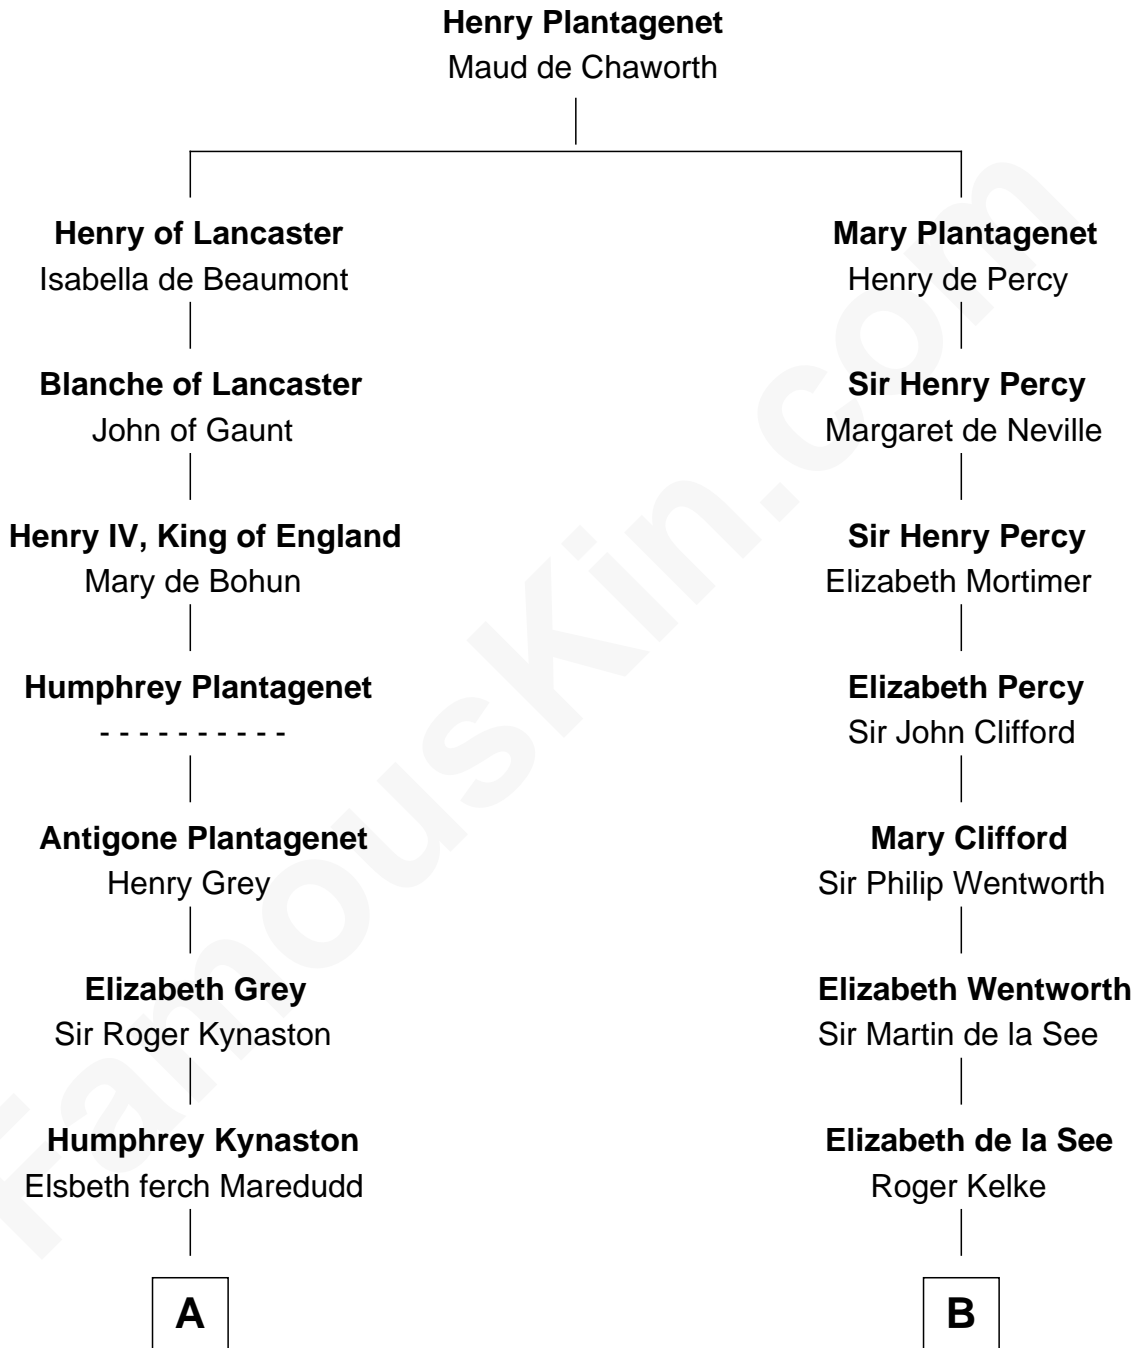 Henry Plantagenet
Maud de Chaworth
Henry of Lancaster
Isabella de Beaumont
Mary Plantagenet
Henry de Percy
Blanche of Lancaster
John of Gaunt
Sir Henry Percy
Margaret de Neville
Henry IV, King of England
Mary de Bohun
Sir Henry Percy
Elizabeth Mortimer
Humphrey Plantagenet
- - - - - - - - - -
Elizabeth Percy
Sir John Clifford
Antigone Plantagenet
Henry Grey
Mary Clifford
Sir Philip Wentworth
Elizabeth Grey
Sir Roger Kynaston
Elizabeth Wentworth
Sir Martin de la See
Humphrey Kynaston
Elsbeth ferch Maredudd
Elizabeth de la See
Roger Kelke
A
B
FamousKin.com